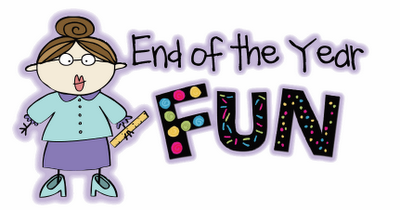 End of the Year
FUN